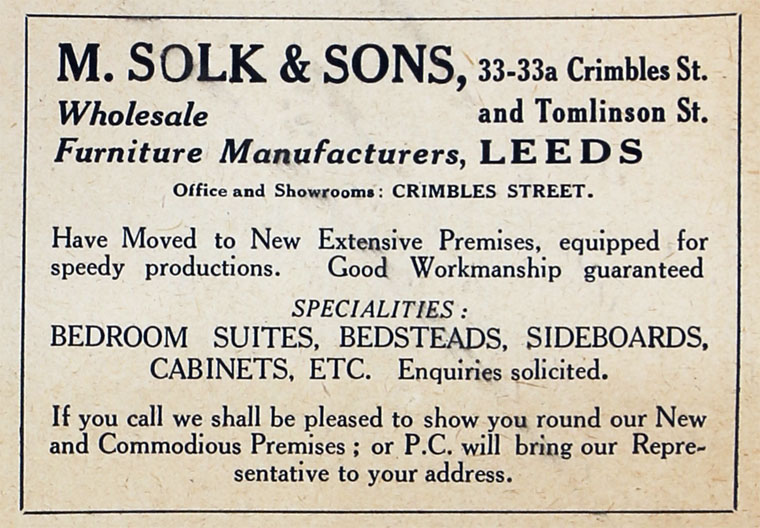 M. SOLK & SONS, 33-33a Crimbles St.
Wholesale and Tomlinson St.
Furniture Manufacturers, LEEDS
Office and Showrooms: CRIMBLES STREET.
Have Moved to New Extensive Premises, equipped for
speedy productions. Good Workmanship guaranteed
SPECIALITIES:
BEDROOM SUITES, BEDSTEADS, SIDEBOARDS,
CABINETS, ETC. Enquiries solicited.
If you call we shall be pleased to show you round our New
and Commodious Premises; or P.C. will bring our Repre-
sentative to your address.